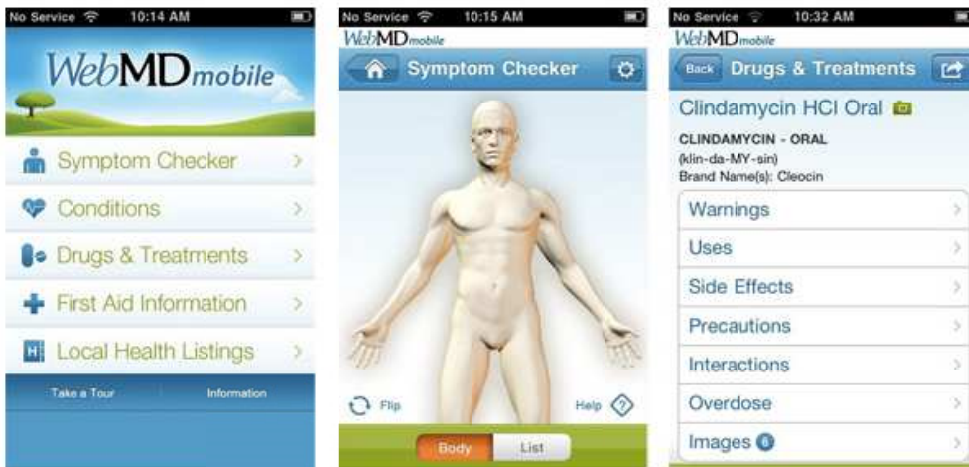 No Service 10:14 AM
WebMDmobile
Symptom Checker
Conditions
Drugs & Treatments
First Aid Information
H Local Health Listings
Take a Tour Information
No Service 10:15 AM
WebMDmobile
Symptom Checker
Flip Help ?
Body List
No Service 10:32 AM
WebMDmobile
Back Drugs & Treatments
Clindamycin HCl Oral
CLINDAMYCIN - ORAL
(klin-da-MY-sin)
Brand Name(s): Cleocin
Warnings
Uses
Side Effects
Precautions
Interactions
Overdose
Images 6